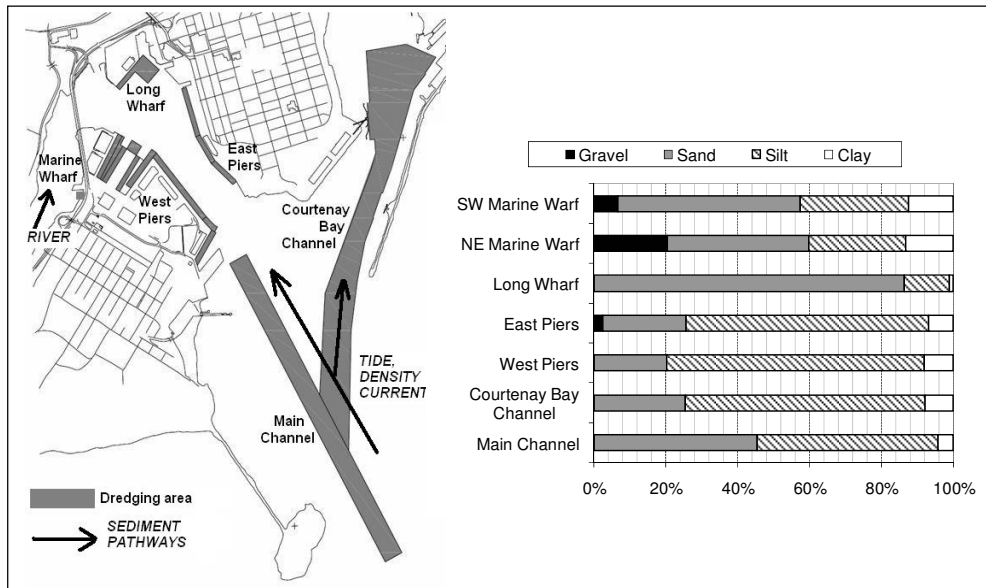 Long
Wharf
East
Piers
Marine
Wharf
West
Piers
RIVER
Courtenay
Bay
Channel
TIDE,
DENSITY
CURRENT
Main
Channel
Dredging area
SEDIMENT
PATHWAYS
Gravel Sand Silt Clay
SW Marine Warf
NE Marine Warf
Long Wharf
East Piers
West Piers
Courtenay Bay
Channel
Main Channel
0% 20% 40% 60% 80% 100%